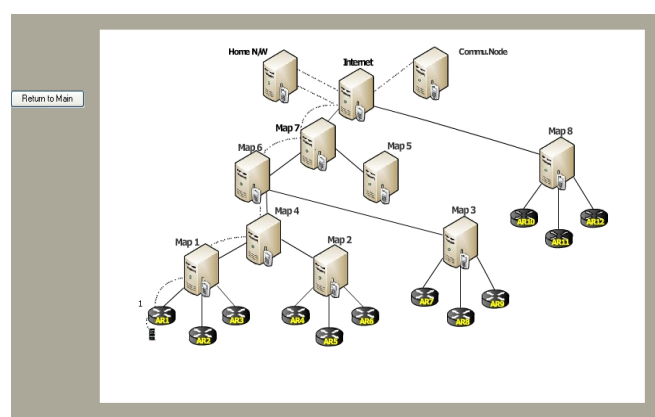 Home N/W
Internet
Commu.Node
Return to Main
Map 7
Map 8
Map 6
Map 5
Map 4
Map 3
AR10
AR12
AR11
Map 1
Map 2
AR7
AR9
AR8
1
AR1
AR3
AR4
AR6
AR2
AR5